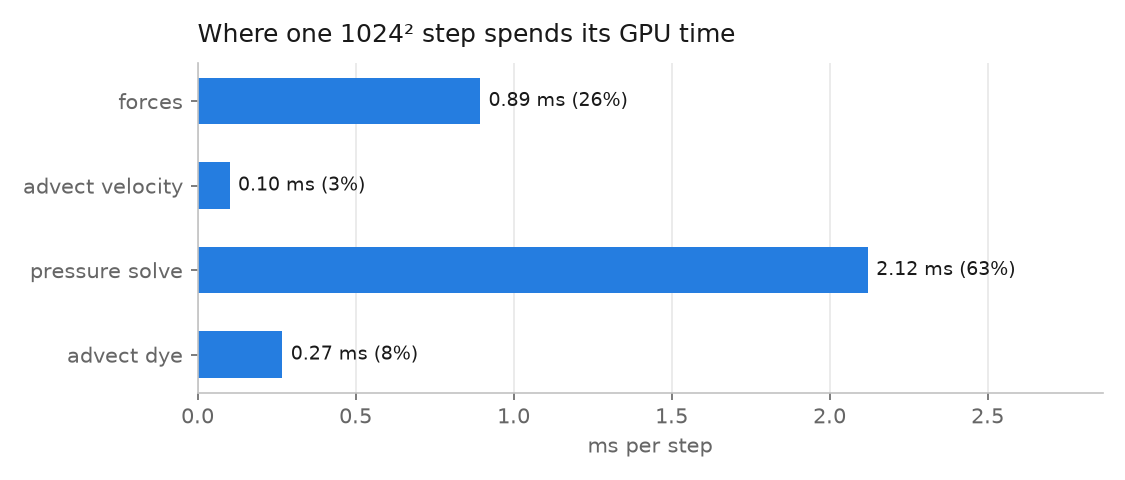 Where one 1024² step spends its GPU time
forces
0.89 ms (26%)
advect velocity
0.10 ms (3%)
pressure solve
2.12 ms (63%)
advect dye
0.27 ms (8%)
0.0 0.5 1.0 1.5 2.0 2.5
ms per step